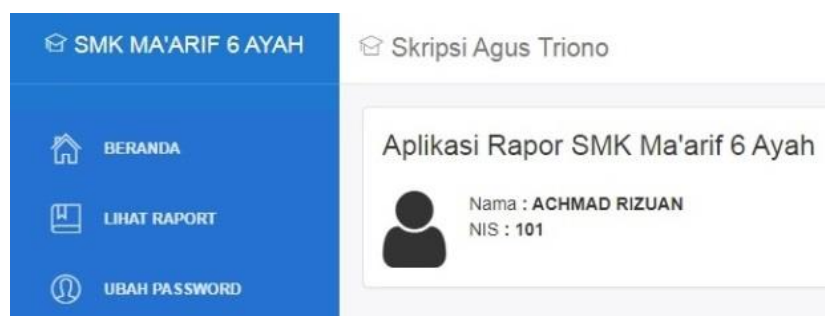 SMK MA'ARIF 6 AYAH
Skripsi Agus Triono
BERANDA
LIHAT RAPORT
UBAH PASSWORD
Aplikasi Rapor SMK Ma'arif 6 Ayah
Nama : ACHMAD RIZUAN
NIS : 101